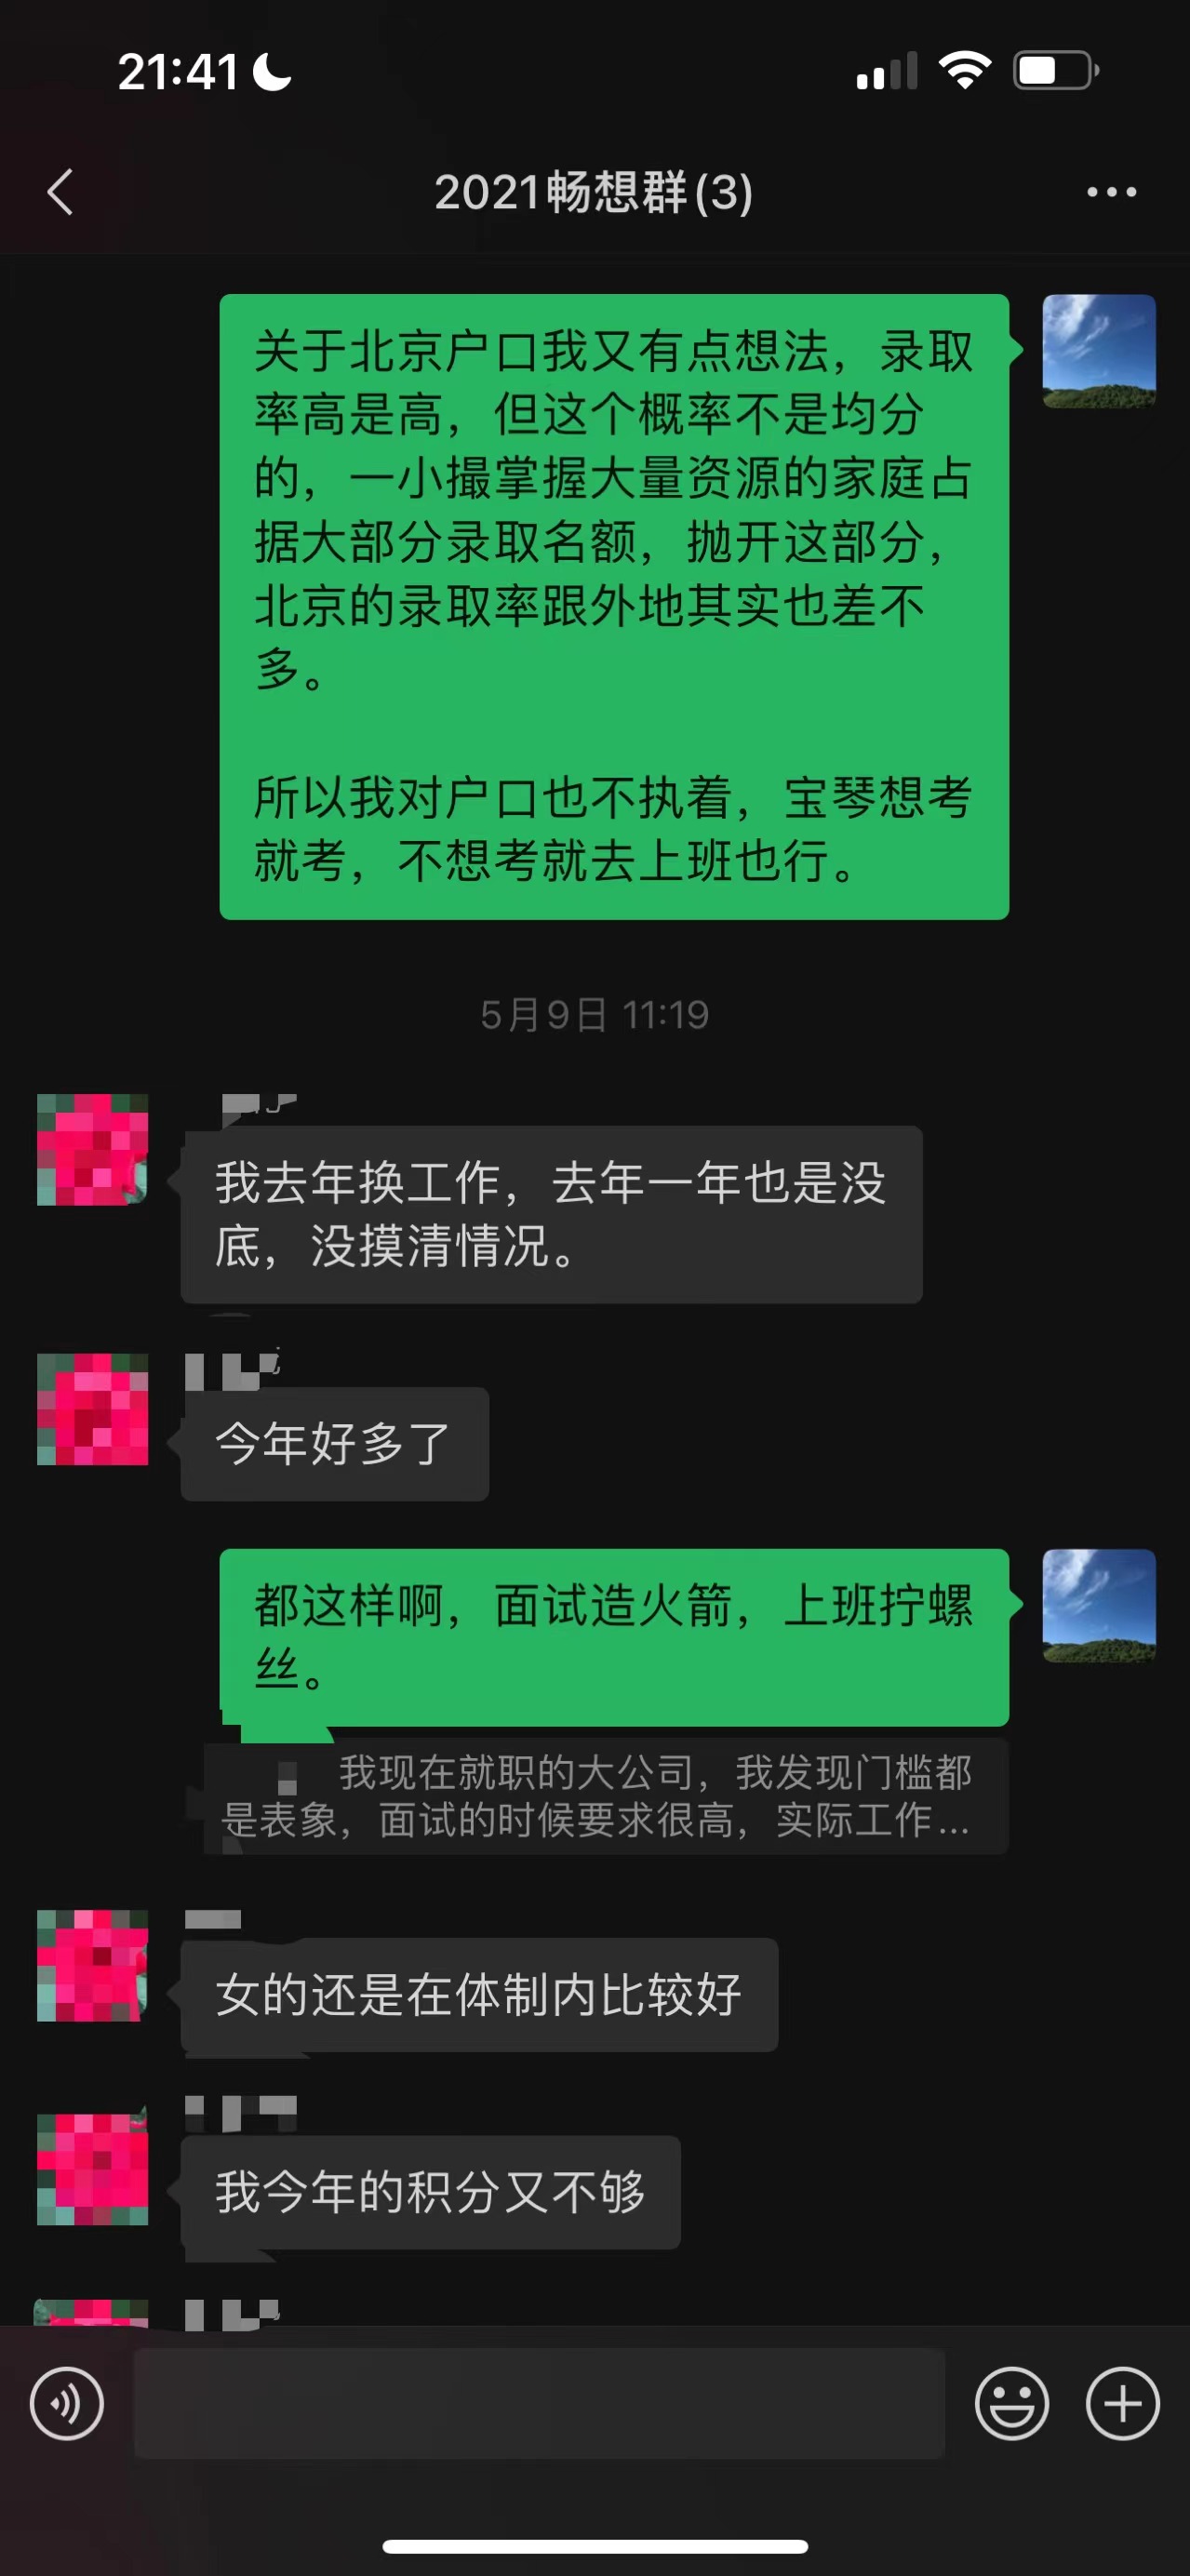 21:41
2021畅想群(3)
关于北京户口我又有点想法，录取
率高是高，但这个概率不是均分
的，一小撮掌握大量资源的家庭占
据大部分录取名额，抛开这部分，
北京的录取率跟外地其实也差不
多。
所以我对户口也不执着，宝琴想考
就考，不想考就去上班也行。
5月9日 11:19
我去年换工作，去年一年也是没
底，没摸清情况。
今年好多了
都这样啊，面试造火箭，上班拧螺
丝。
我现在就职的大公司，我发现门槛都
是表象，面试的时候要求很高，实际工作...
女的还是在体制内比较好
我今年的积分又不够